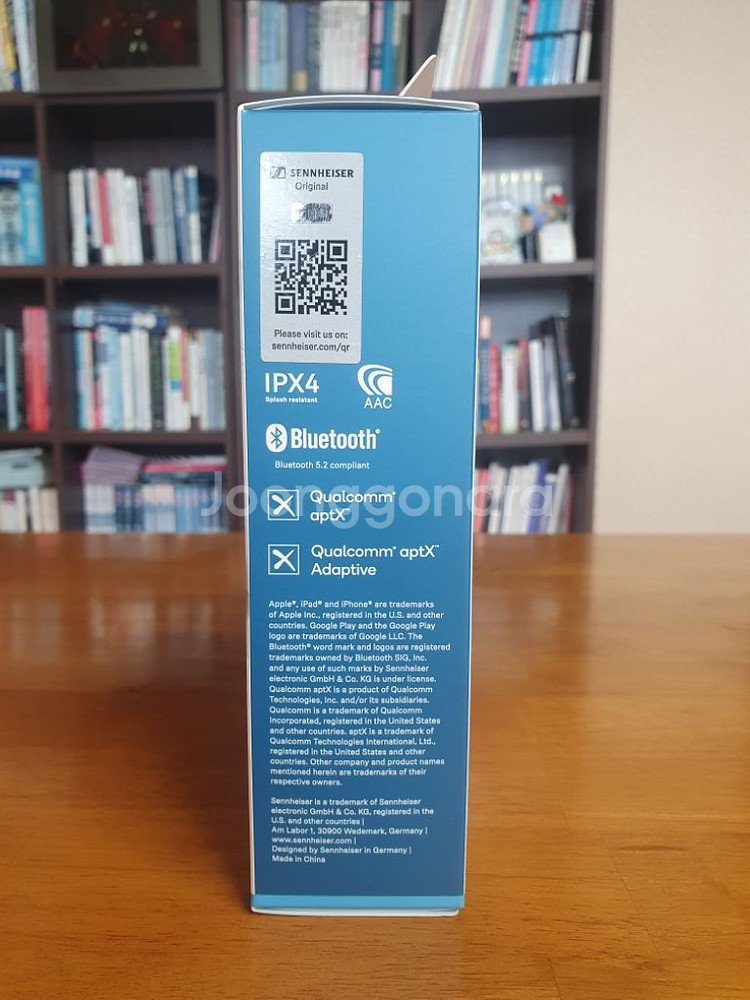 SENNHEISER
Original
Please visit us on:
sennheiser.com/qr
IPX4
Splash resistant
AAC
Bluetooth®
Bluetooth 5.2 compliant
Qualcomm®
aptX™
Qualcomm® aptX™
Adaptive
Joonggonara
Apple®, iPad® and iPhone® are trademarks
of Apple Inc., registered in the U.S. and other
countries. Google Play and the Google Play
logo are trademarks of Google LLC. The
Bluetooth® word mark and logos are registered
trademarks owned by Bluetooth SIG, Inc.
and any use of such marks by Sennheiser
electronic GmbH & Co. KG is under license.
Qualcomm aptX is a product of Qualcomm
Technologies, Inc. and/or its subsidiaries.
Qualcomm is a trademark of Qualcomm
Incorporated, registered in the United States
and other countries. aptX is a trademark of
Qualcomm Technologies International, Ltd.,
registered in the United States and other
countries. Other company and product names
mentioned herein are trademarks of their
respective owners.
Sennheiser is a trademark of Sennheiser
electronic GmbH & Co. KG, registered in the
U.S. and other countries |
Am Labor 1, 30900 Wedemark, Germany |
www.sennheiser.com |
Designed by Sennheiser in Germany |
Made in China